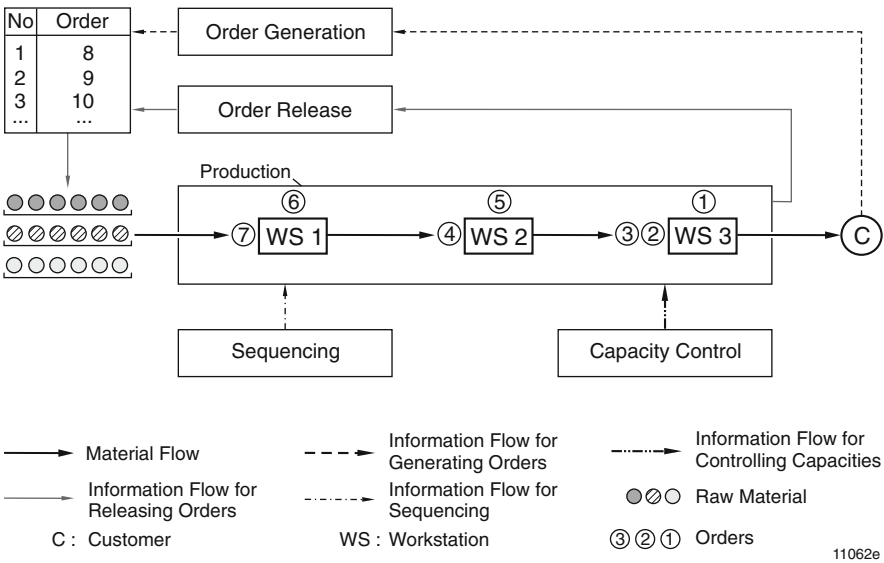 No Order
1 8
2 9
3 10
... ...
Order Generation
Order Release
Production
⑥ ⑤ ①
⑦ WS 1 ④ WS 2 ③ ② WS 3 C
Sequencing
Capacity Control
Material Flow
Information Flow for
Generating Orders
Information Flow for
Controlling Capacities
Information Flow for
Releasing Orders
Information Flow for
Sequencing
Raw Material
C : Customer
WS : Workstation
③ ② ① Orders
11062e